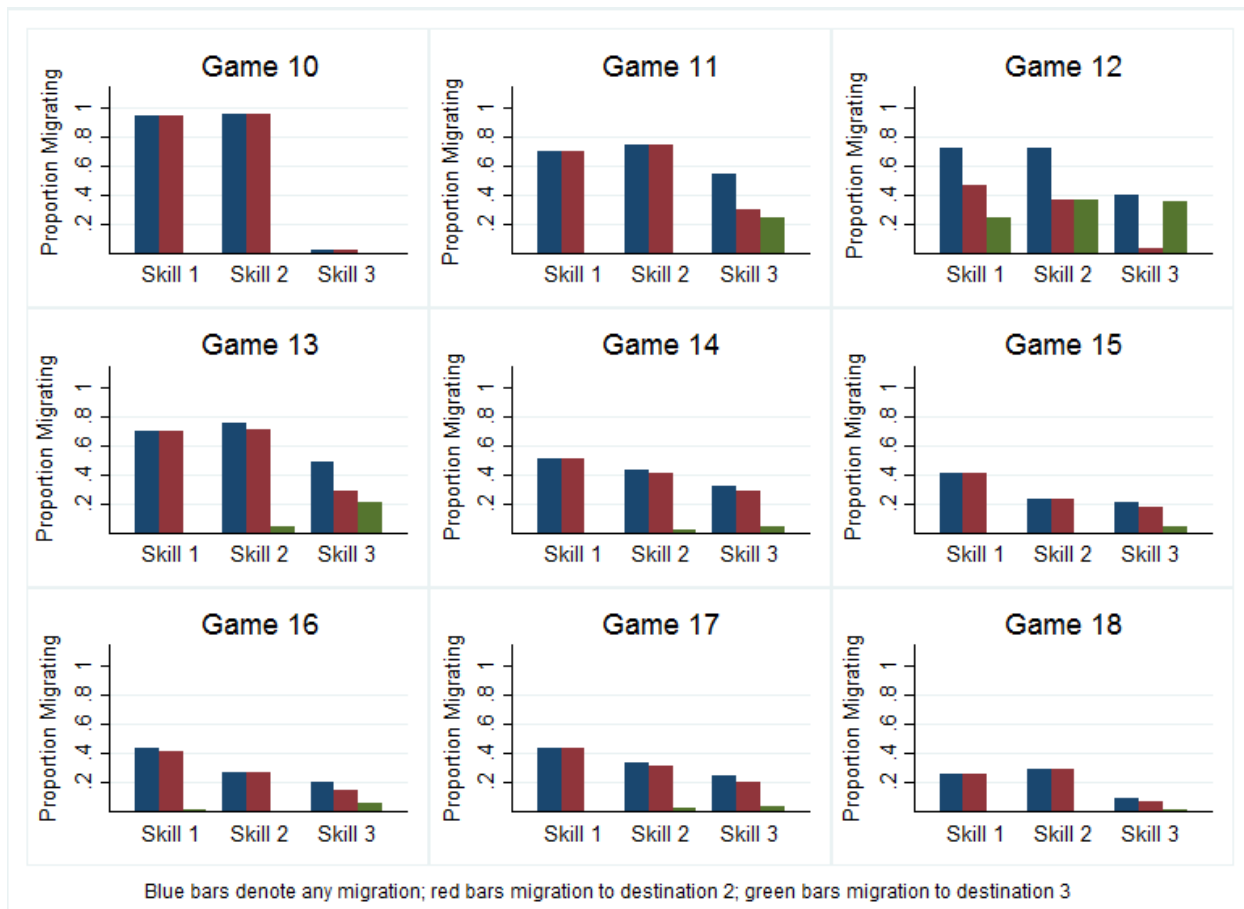 Game 10
Proportion Migrating
1
.8
.6
.4
.2
Skill 1 Skill 2 Skill 3
Game 11
Proportion Migrating
1
.8
.6
.4
.2
Skill 1 Skill 2 Skill 3
Game 12
Proportion Migrating
1
.8
.6
.4
.2
Skill 1 Skill 2 Skill 3
Game 13
Proportion Migrating
1
.8
.6
.4
.2
Skill 1 Skill 2 Skill 3
Game 14
Proportion Migrating
1
.8
.6
.4
.2
Skill 1 Skill 2 Skill 3
Game 15
Proportion Migrating
1
.8
.6
.4
.2
Skill 1 Skill 2 Skill 3
Game 16
Proportion Migrating
1
.8
.6
.4
.2
Skill 1 Skill 2 Skill 3
Game 17
Proportion Migrating
1
.8
.6
.4
.2
Skill 1 Skill 2 Skill 3
Game 18
Proportion Migrating
1
.8
.6
.4
.2
Skill 1 Skill 2 Skill 3
Blue bars denote any migration; red bars migration to destination 2; green bars migration to destination 3